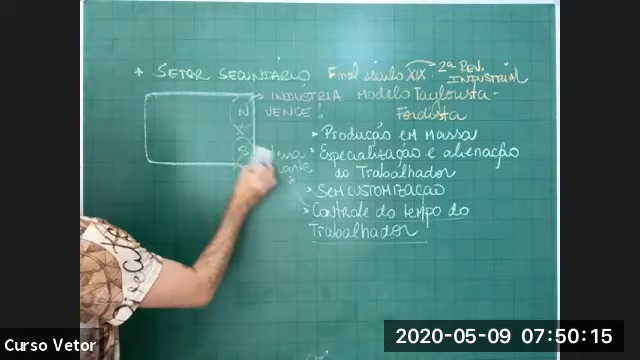 * SETOR SECUNDÁRIO
Final século XIX
2ª REV.
INDUSTRIAL
→ INDÚSTRIA
VENCE!
MODELO Taylorista-
Fordista
N
X
S
• Produção em massa
• Especialização e alienação
do Trabalhador
• SEM CUSTOMIZAÇÃO
• Controle do tempo do
Trabalhador
Curso Vetor
2020-05-09 07:50:15